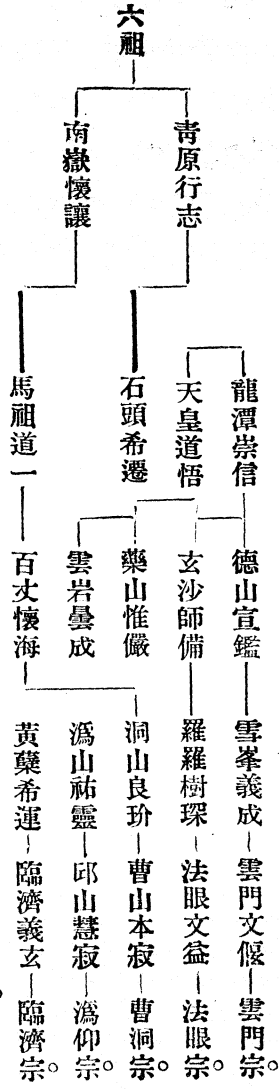 六祖
青原行志
南嶽懷讓
龍潭崇信
天皇道悟
石頭希遷
馬祖道一
德山宣鑑
玄沙師備
藥山惟儼
雲岩曇成
百丈懷海
雪峯義成
羅羅樹琛
洞山良玠
溈山祐靈
黃蘗希運
雲門文偃
法眼文益
曹山本寂
邱山慧寂
臨濟義玄
雲門宗。
法眼宗。
曹洞宗。
溈仰宗。
臨濟宗。